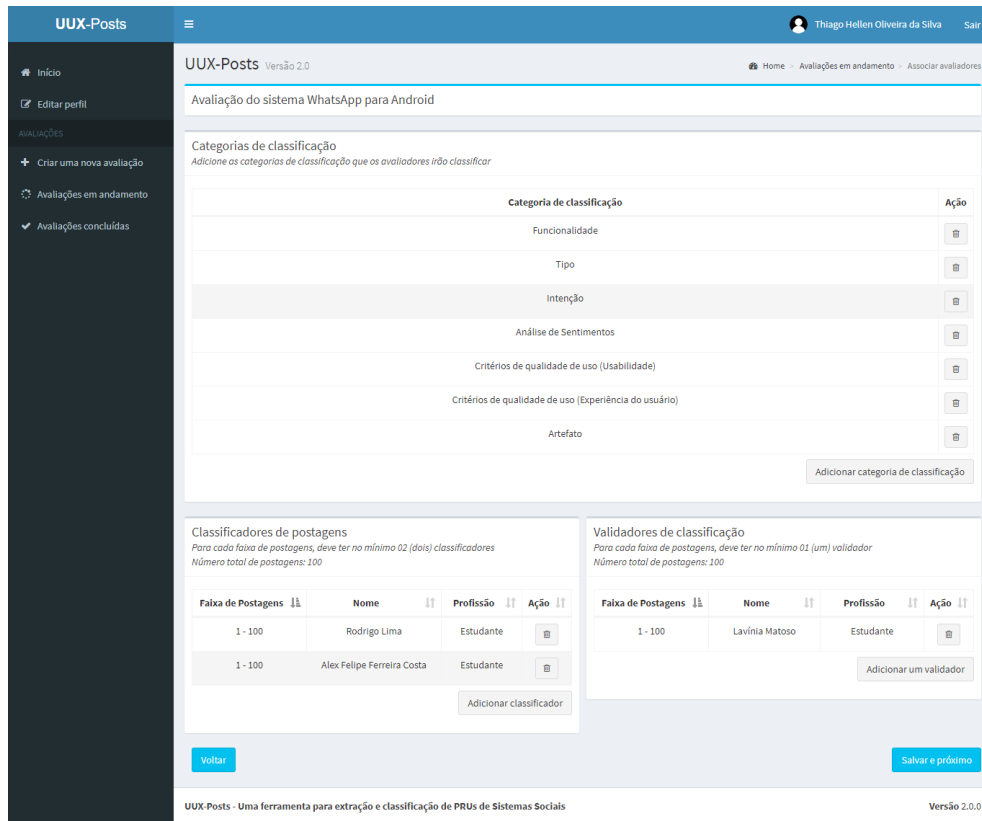 UUX-Posts
Thiago Hellen Oliveira da Silva Sair
Início
Editar perfil
AVALIAÇÕES
Criar uma nova avaliação
Avaliações em andamento
Avaliações concluídas
UUX-Posts Versão 2.0
Home > Avaliações em andamento > Associar avaliadores
Avaliação do sistema WhatsApp para Android
Categorias de classificação
Adicione as categorias de classificação que os avaliadores irão classificar
Categoria de classificação Ação
Funcionalidade
Tipo
Intenção
Análise de Sentimentos
Critérios de qualidade de uso (Usabilidade)
Critérios de qualidade de uso (Experiência do usuário)
Artefato
Adicionar categoria de classificação
Classificadores de postagens
Para cada faixa de postagens, deve ter no mínimo 02 (dois) classificadores
Número total de postagens: 100
Faixa de Postagens Nome Profissão Ação
1 - 100 Rodrigo Lima Estudante
1 - 100 Alex Felipe Ferreira Costa Estudante
Adicionar classificador
Validadores de classificação
Para cada faixa de postagens, deve ter no mínimo 01 (um) validador
Número total de postagens: 100
Faixa de Postagens Nome Profissão Ação
1 - 100 Lavínia Matoso Estudante
Adicionar um validador
Voltar
Salvar e próximo
UUX-Posts - Uma ferramenta para extração e classificação de PRUs de Sistemas Sociais
Versão 2.0.0